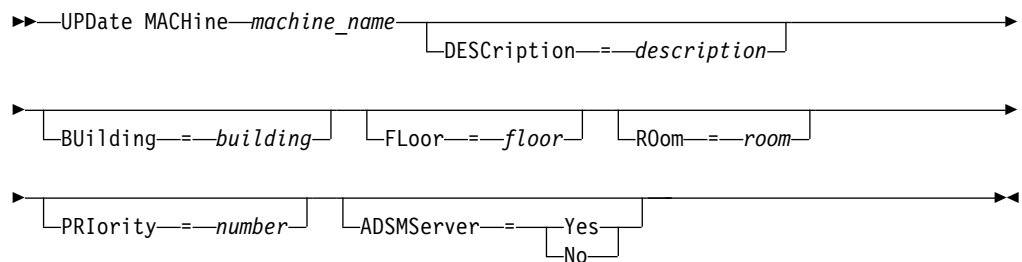 UPDate MACHine machine_name
DESCription = description
BUilding = building FLoor = floor ROom = room
PRIority = number ADSMServer = Yes
No